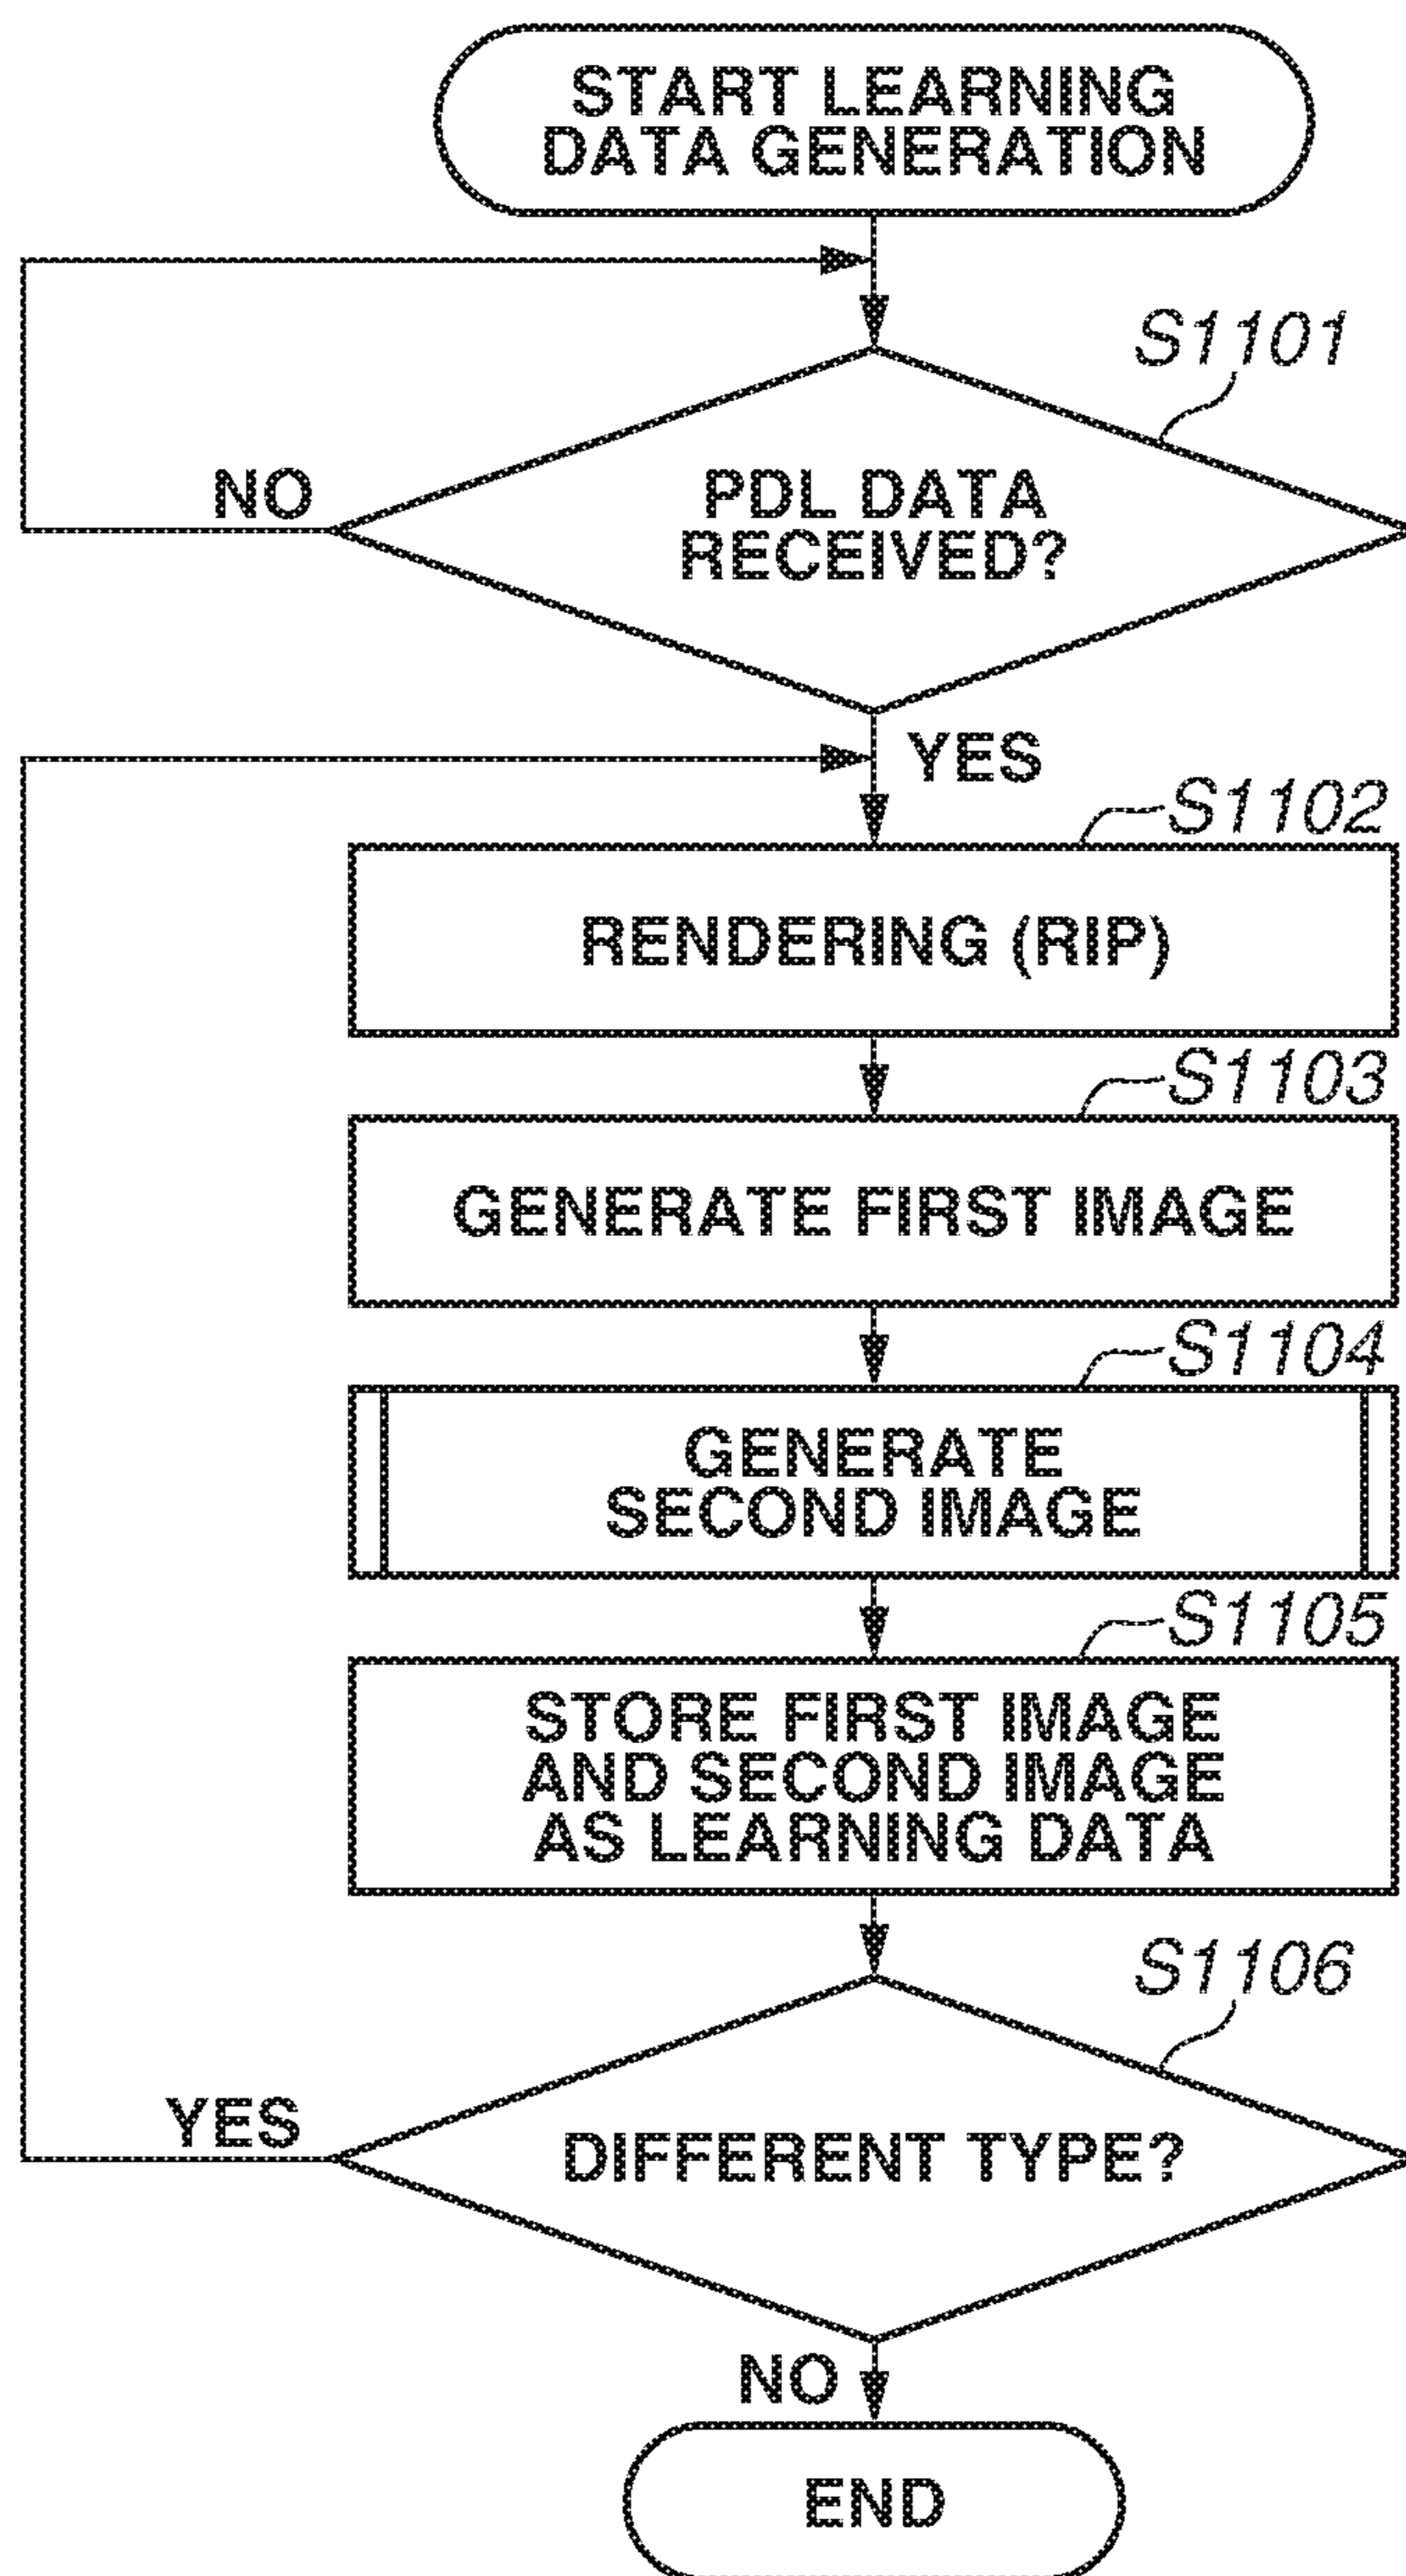 START LEARNING
DATA GENERATION
S1101
NO
PDL DATA
RECEIVED?
YES
S1102
RENDERING (RIP)
S1103
GENERATE FIRST IMAGE
S1104
GENERATE
SECOND IMAGE
S1105
STORE FIRST IMAGE
AND SECOND IMAGE
AS LEARNING DATA
S1106
YES
DIFFERENT TYPE?
NO
END